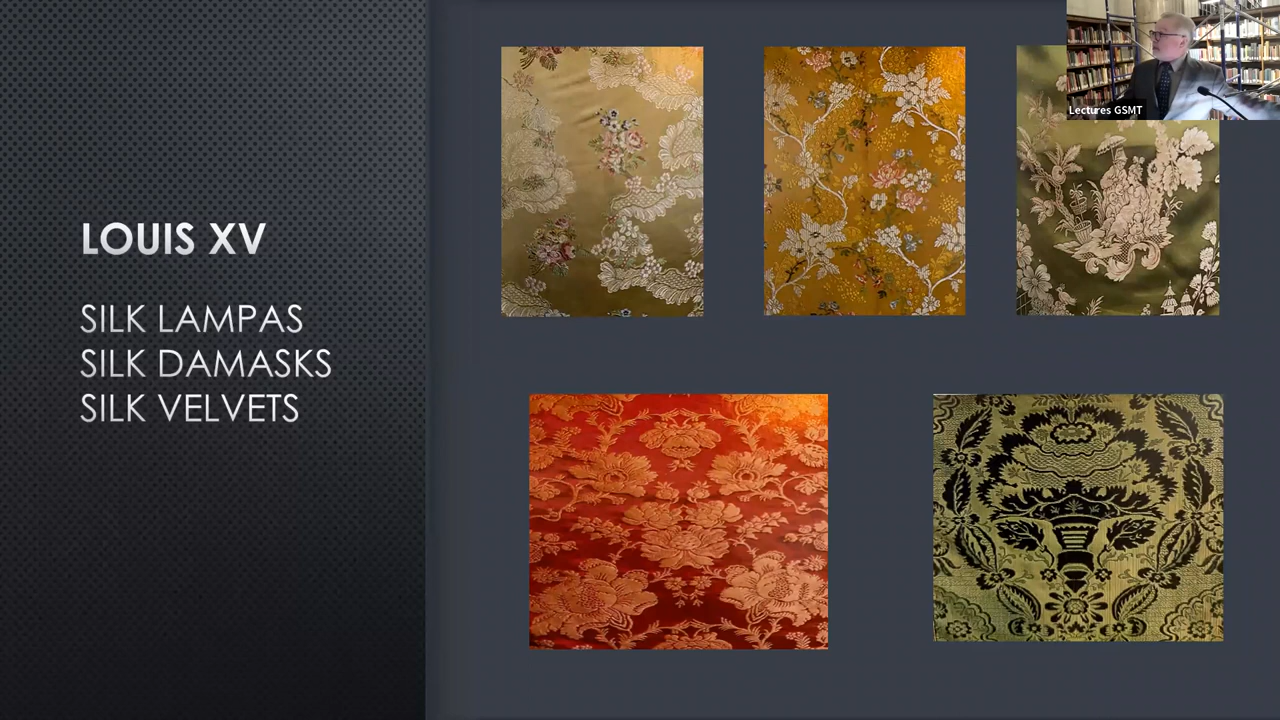 LOUIS XV
SILK LAMPAS
SILK DAMASKS
SILK VELVETS
Lectures GSMT